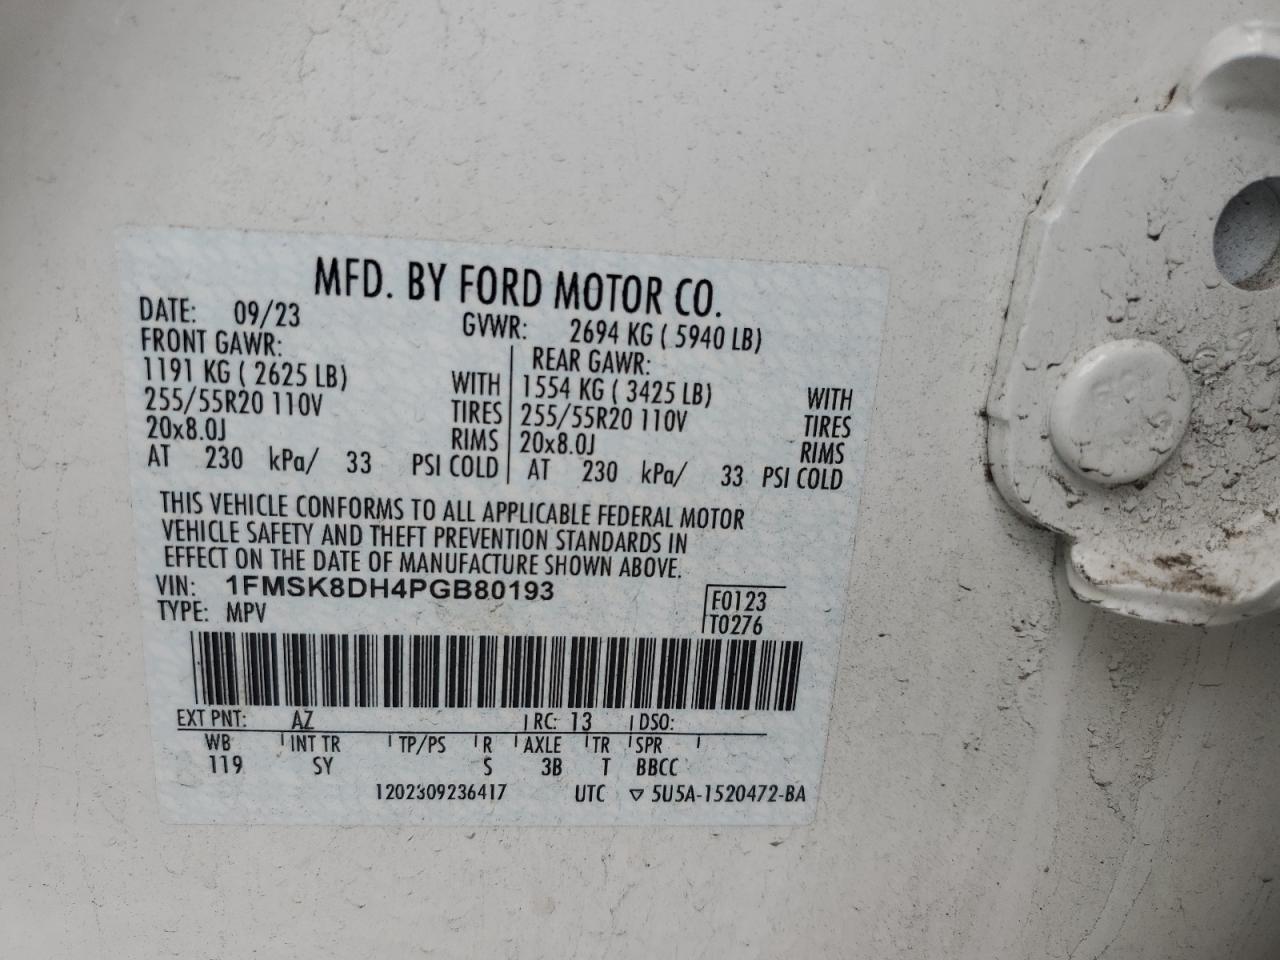 MFD. BY FORD MOTOR CO.
DATE: 09/23 GVWR: 2694 KG ( 5940 LB)
FRONT GAWR: REAR GAWR:
1191 KG ( 2625 LB) WITH 1554 KG ( 3425 LB) WITH
255/55R20 110V TIRES 255/55R20 110V TIRES
20x8.0J RIMS 20x8.0J RIMS
AT 230 kPa/ 33 PSI COLD AT 230 kPa/ 33 PSI COLD
THIS VEHICLE CONFORMS TO ALL APPLICABLE FEDERAL MOTOR
VEHICLE SAFETY AND THEFT PREVENTION STANDARDS IN
EFFECT ON THE DATE OF MANUFACTURE SHOWN ABOVE.
VIN: 1FMSK8DH4PGB80193
TYPE: MPV
F0123
T0276
EXT PNT: AZ RC: 13 DSO:
WB INT TR TP/PS R AXLE TR SPR
119 SY S 3B T BBCC
1202309236417 UTC ▽ 5U5A-1520472-BA